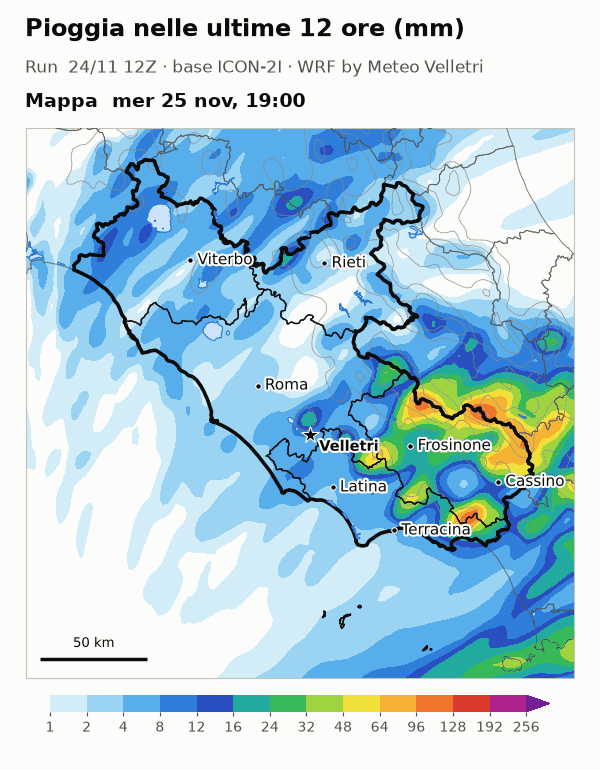 Pioggia nelle ultime 12 ore (mm)
Run  24/11 12Z · base ICON-2I · WRF by Meteo Velletri
Mappa  mer 25 nov, 19:00
Viterbo
Rieti
Roma
Velletri
Frosinone
Cassino
Latina
Terracina
50 km
1 2 4 8 12 16 24 32 48 64 96 128 192 256